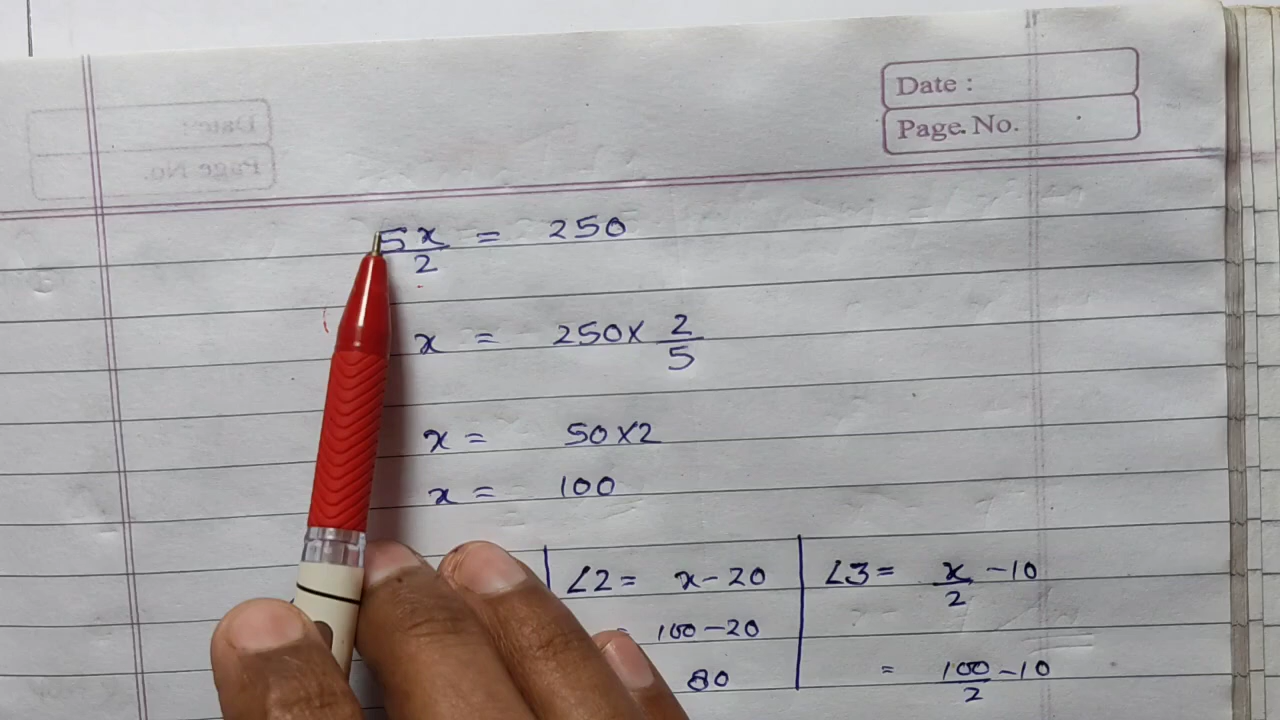 Date :
Page. No.
5x/2 = 250
x = 250 × 2/5
x = 50 × 2
x = 100
∠2 = x - 20
= 100 - 20
80
∠3 = x/2 - 10
= 100/2 - 10